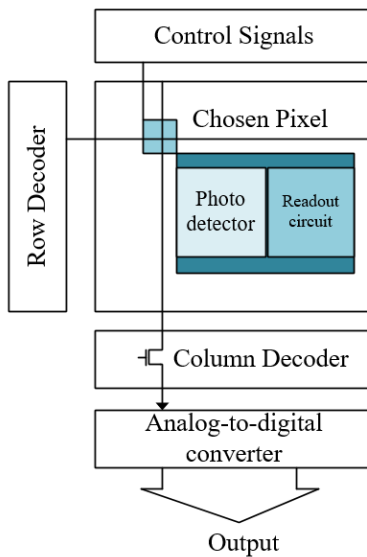 Control Signals
Row Decoder
Chosen Pixel
Photo
detector
Readout
circuit
Column Decoder
Analog-to-digital
converter
Output